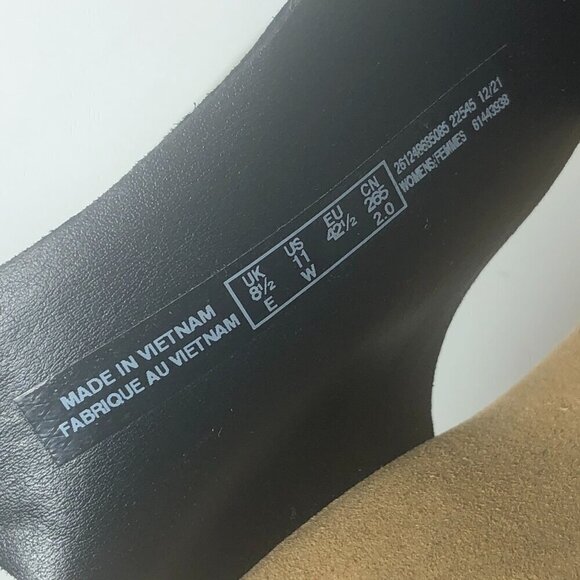 MADE IN VIETNAM
FABRIQUE AU VIETNAM
UK US EU CN
8½ 11 42½ 265
E W 2.0
261248695085 22545 12/21
WOMENS/FEMMES 61443938